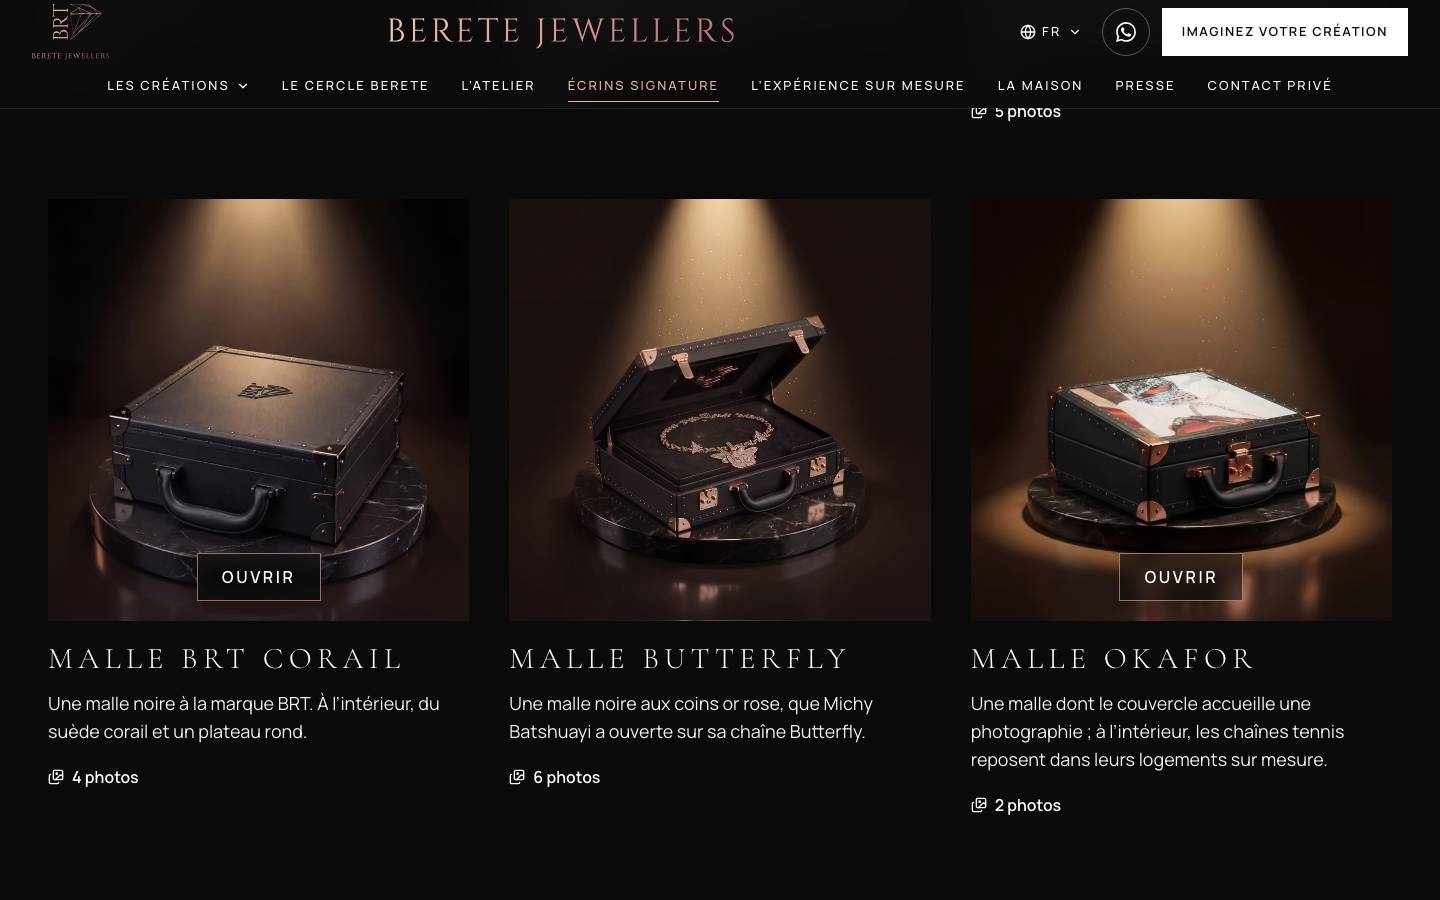 BRT
BERETE JEWELLERS
BERETE JEWELLERS
FR
IMAGINEZ VOTRE CRÉATION
LES CRÉATIONS
LE CERCLE BERETE
L'ATELIER
ÉCRINS SIGNATURE
L'EXPÉRIENCE SUR MESURE
LA MAISON
PRESSE
CONTACT PRIVÉ
5 photos
OUVRIR
OUVRIR
MALLE BRT CORAIL
Une malle noire à la marque BRT. À l'intérieur, du
suède corail et un plateau rond.
4 photos
MALLE BUTTERFLY
Une malle noire aux coins or rose, que Michy
Batshuayi a ouverte sur sa chaîne Butterfly.
6 photos
MALLE OKAFOR
Une malle dont le couvercle accueille une
photographie ; à l'intérieur, les chaînes tennis
reposent dans leurs logements sur mesure.
2 photos